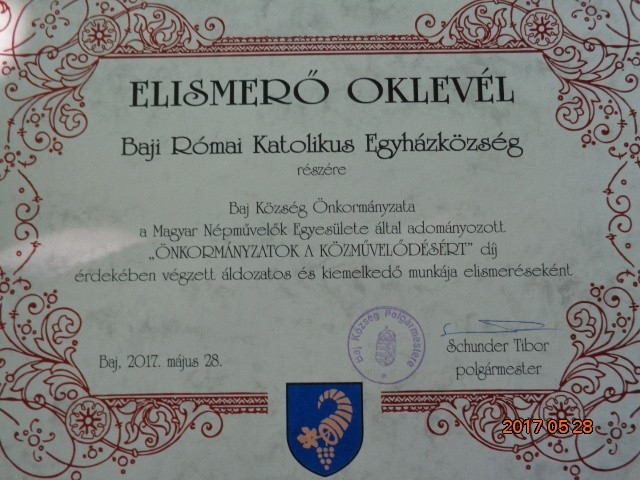 ELISMERŐ OKLEVÉL
Baji Római Katolikus Egyházközség
részére
Baj Község Önkormányzata
a Magyar Népművelők Egyesülete által adományozott
„ÖNKORMÁNYZATOK A KÖZMŰVELŐDÉSÉRT” díj
érdekében végzett áldozatos és kiemelkedő munkája elismeréseként
Baj Község Polgármestere
Baj, 2017. május 28.
Schunder Tibor
polgármester
2017 05 28